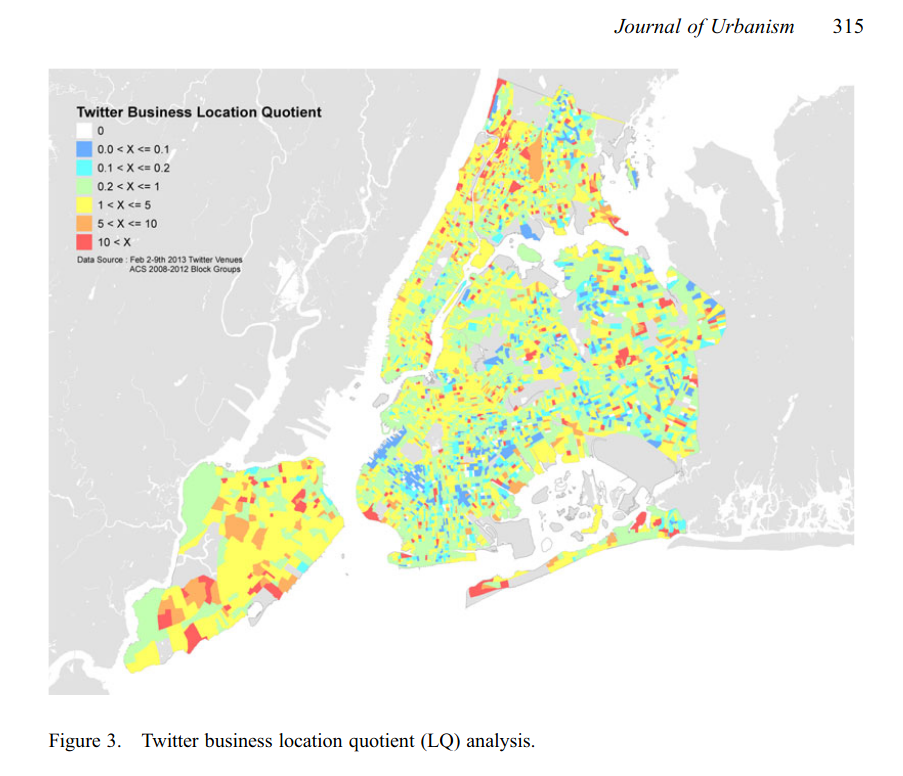 Journal of Urbanism 315
Twitter Business Location Quotient
0
0.0 < X <= 0.1
0.1 < X <= 0.2
0.2 < X <= 1
1 < X <= 5
5 < X <= 10
10 < X
Data Source : Feb 2-9th 2013 Twitter Venues
ACS 2008-2012 Block Groups
Figure 3. Twitter business location quotient (LQ) analysis.